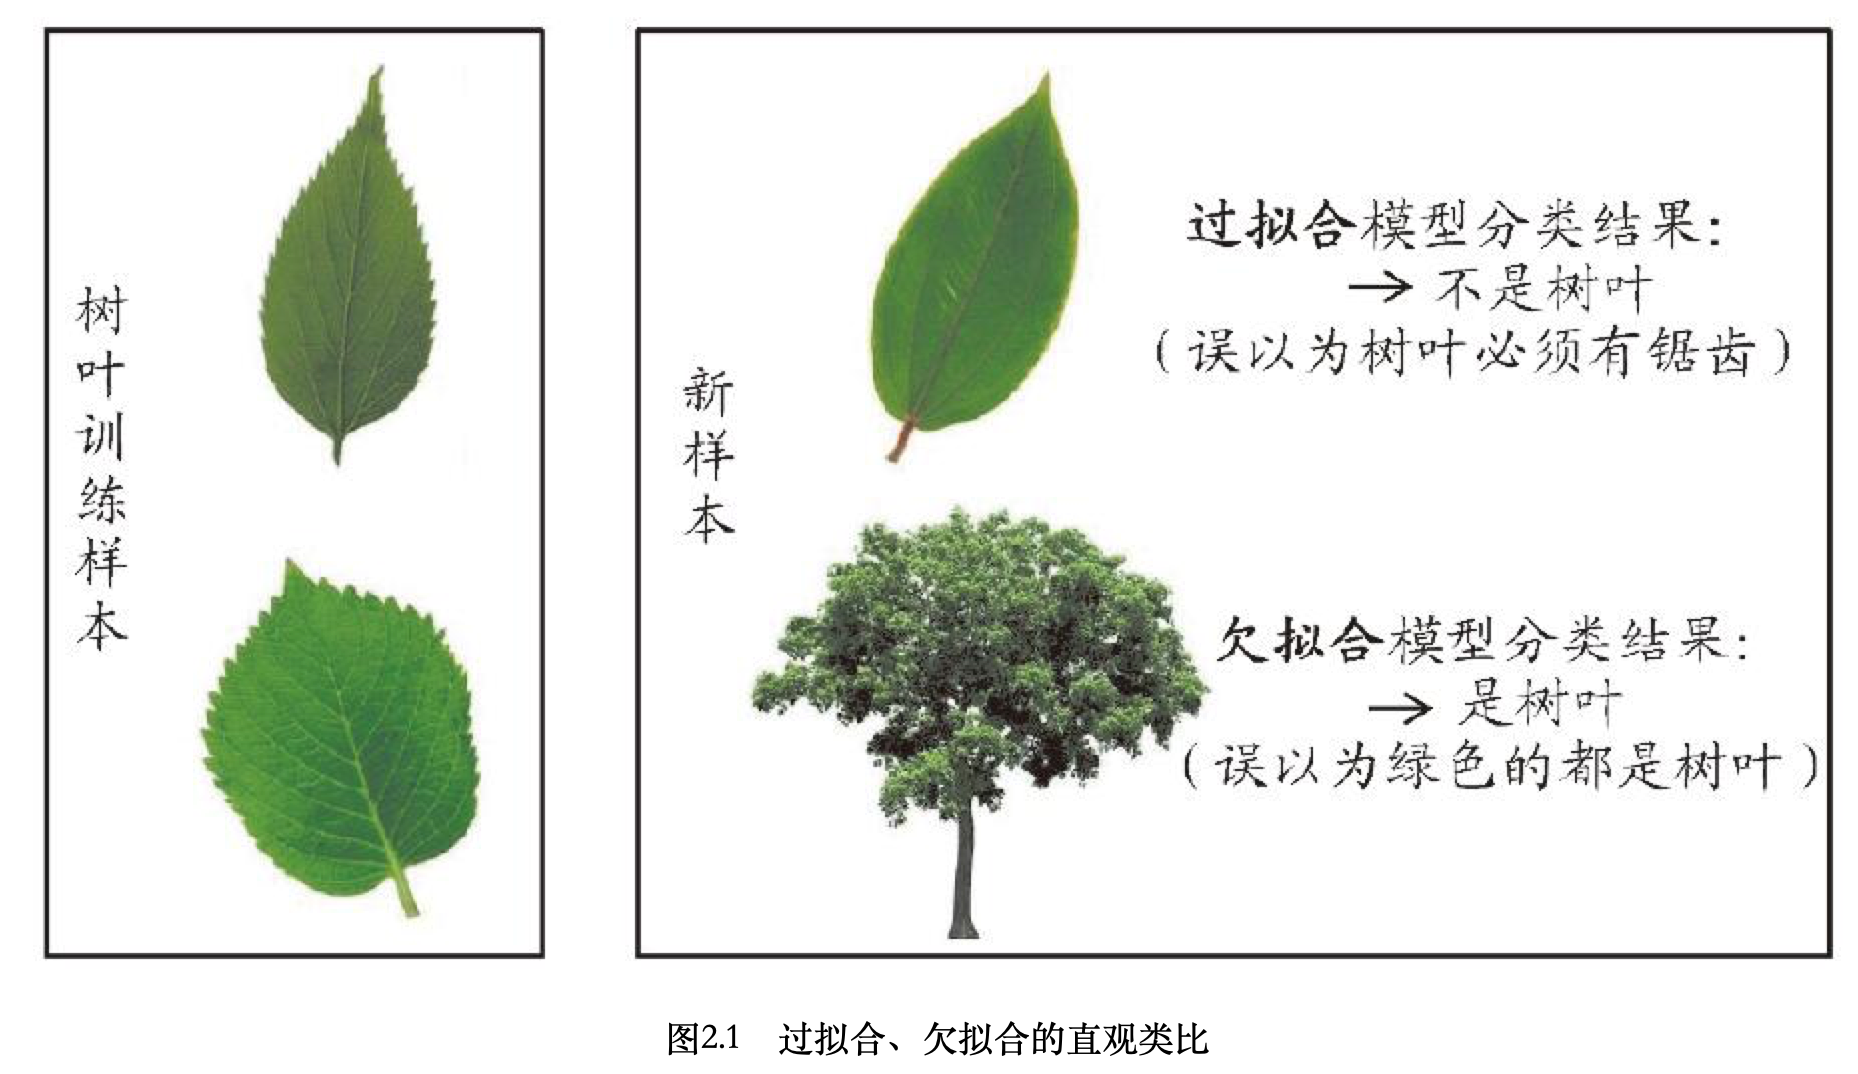 树叶训练样本
新样本
过拟合模型分类结果：
→ 不是树叶
（误以为树叶必须有锯齿）
欠拟合模型分类结果：
→ 是树叶
（误以为绿色的都是树叶）
图2.1 过拟合、欠拟合的直观类比